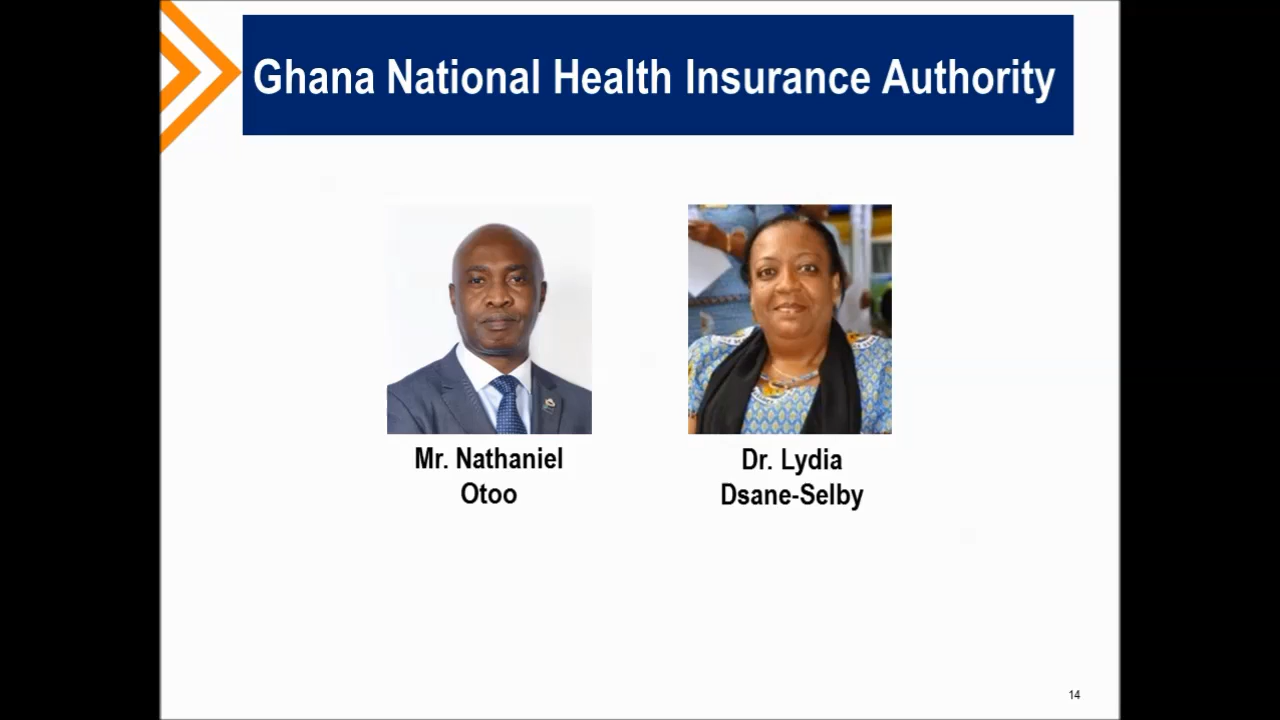 Ghana National Health Insurance Authority
Mr. Nathaniel
Otoo
Dr. Lydia
Dsane-Selby
14